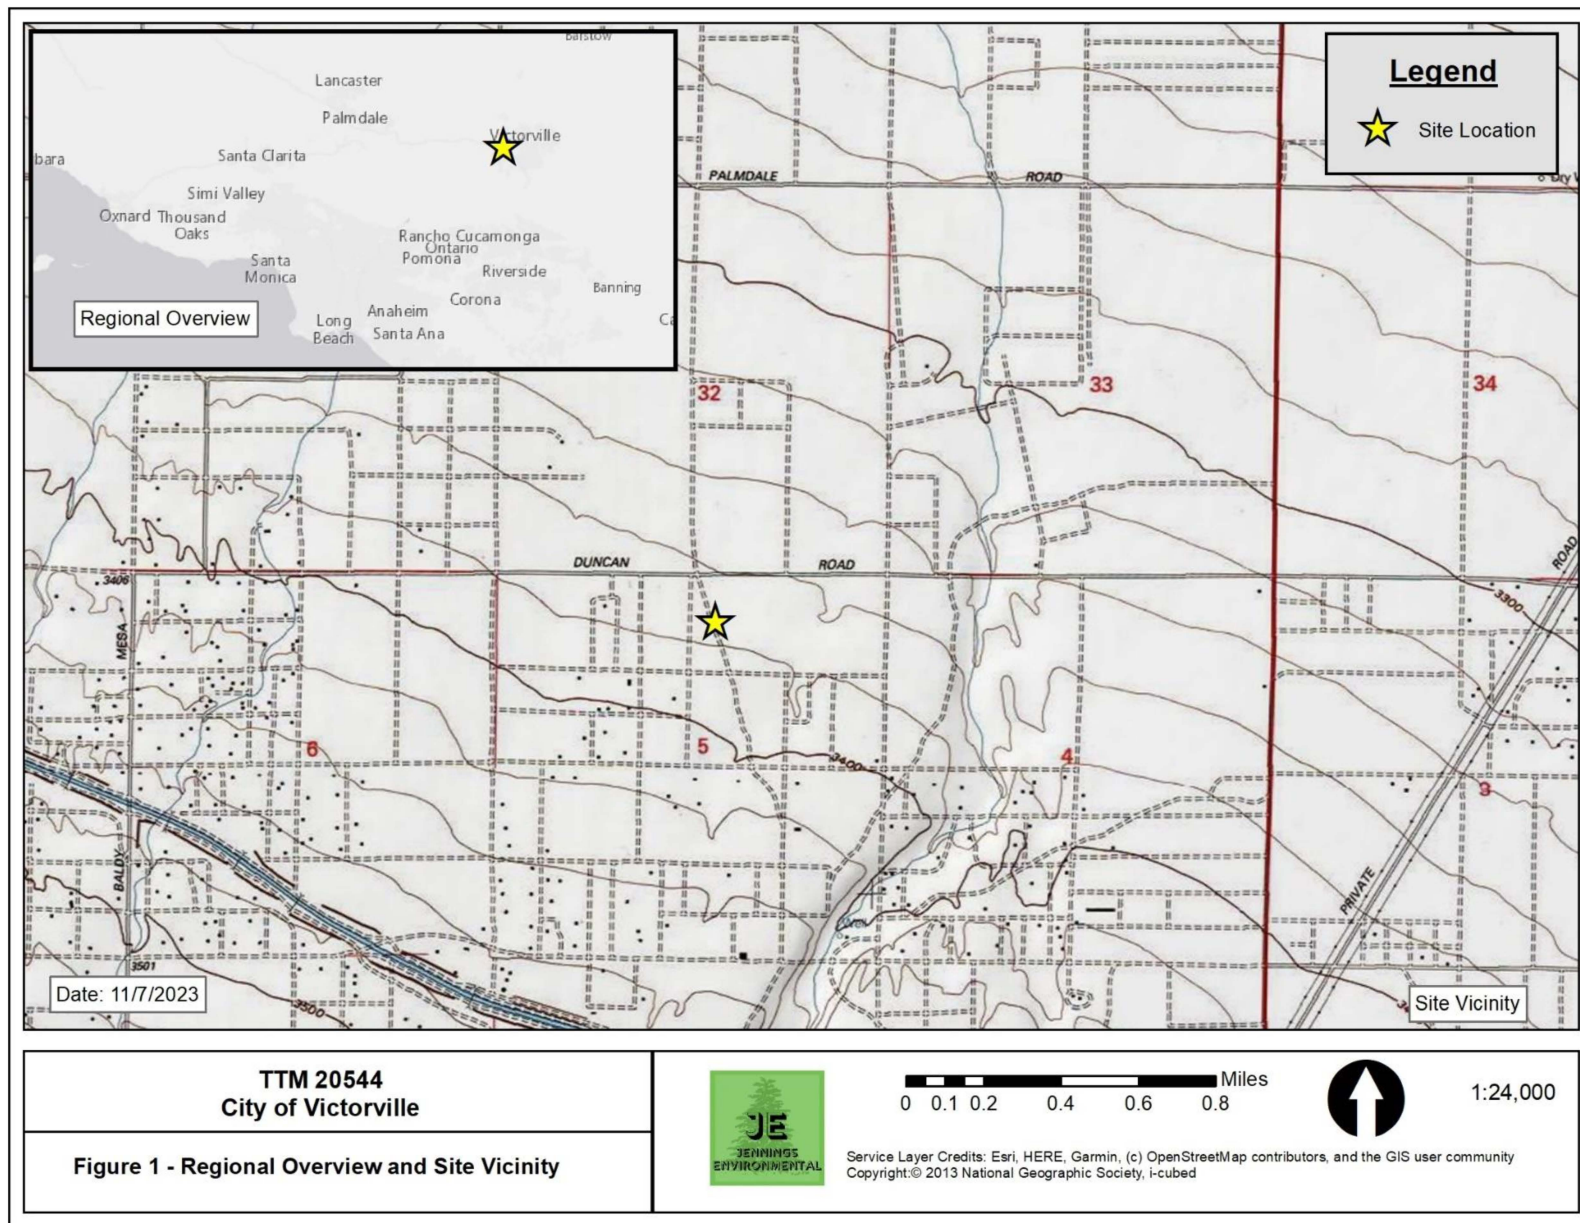 Barstow
Lancaster
Palmdale
Victorville
bara
Santa Clarita
Simi Valley
Oxnard
Thousand
Oaks
Rancho Cucamonga
Ontario
Pomona
Santa
Monica
Riverside
Banning
Corona
Anaheim
Long
Beach
Santa Ana
Regional Overview
Legend
Site Location
PALMDALE ROAD
32
33
34
DUNCAN ROAD
3406
ROAD
3300
MESA
6
5
4
3
3400
BALDY
PRIVATE
3501
3500
Date: 11/7/2023
Site Vicinity
TTM 20544
City of Victorville
Figure 1 - Regional Overview and Site Vicinity
JE
JENNINGS
ENVIRONMENTAL
Miles
0 0.1 0.2 0.4 0.6 0.8
1:24,000
Service Layer Credits: Esri, HERE, Garmin, (c) OpenStreetMap contributors, and the GIS user community
Copyright:© 2013 National Geographic Society, i-cubed